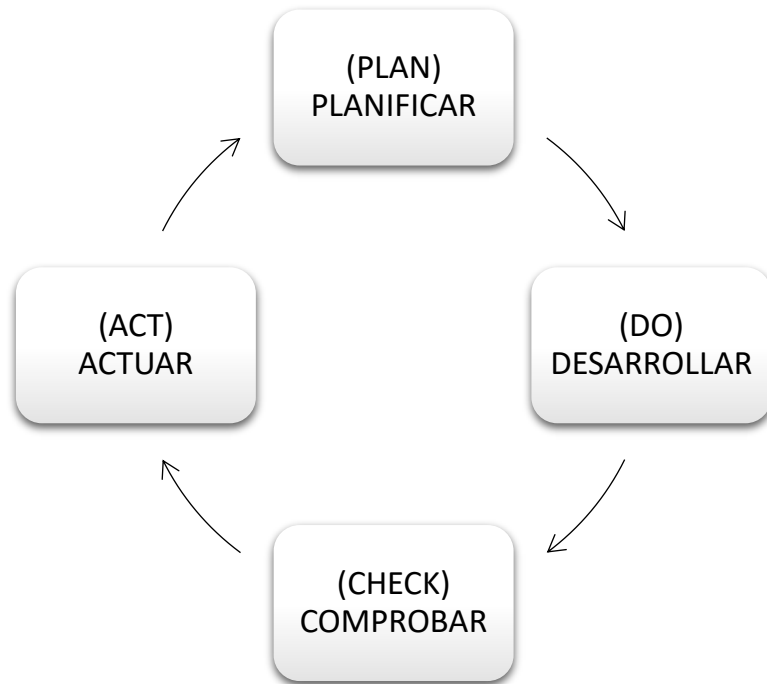 (PLAN)
PLANIFICAR
(DO)
DESARROLLAR
(CHECK)
COMPROBAR
(ACT)
ACTUAR